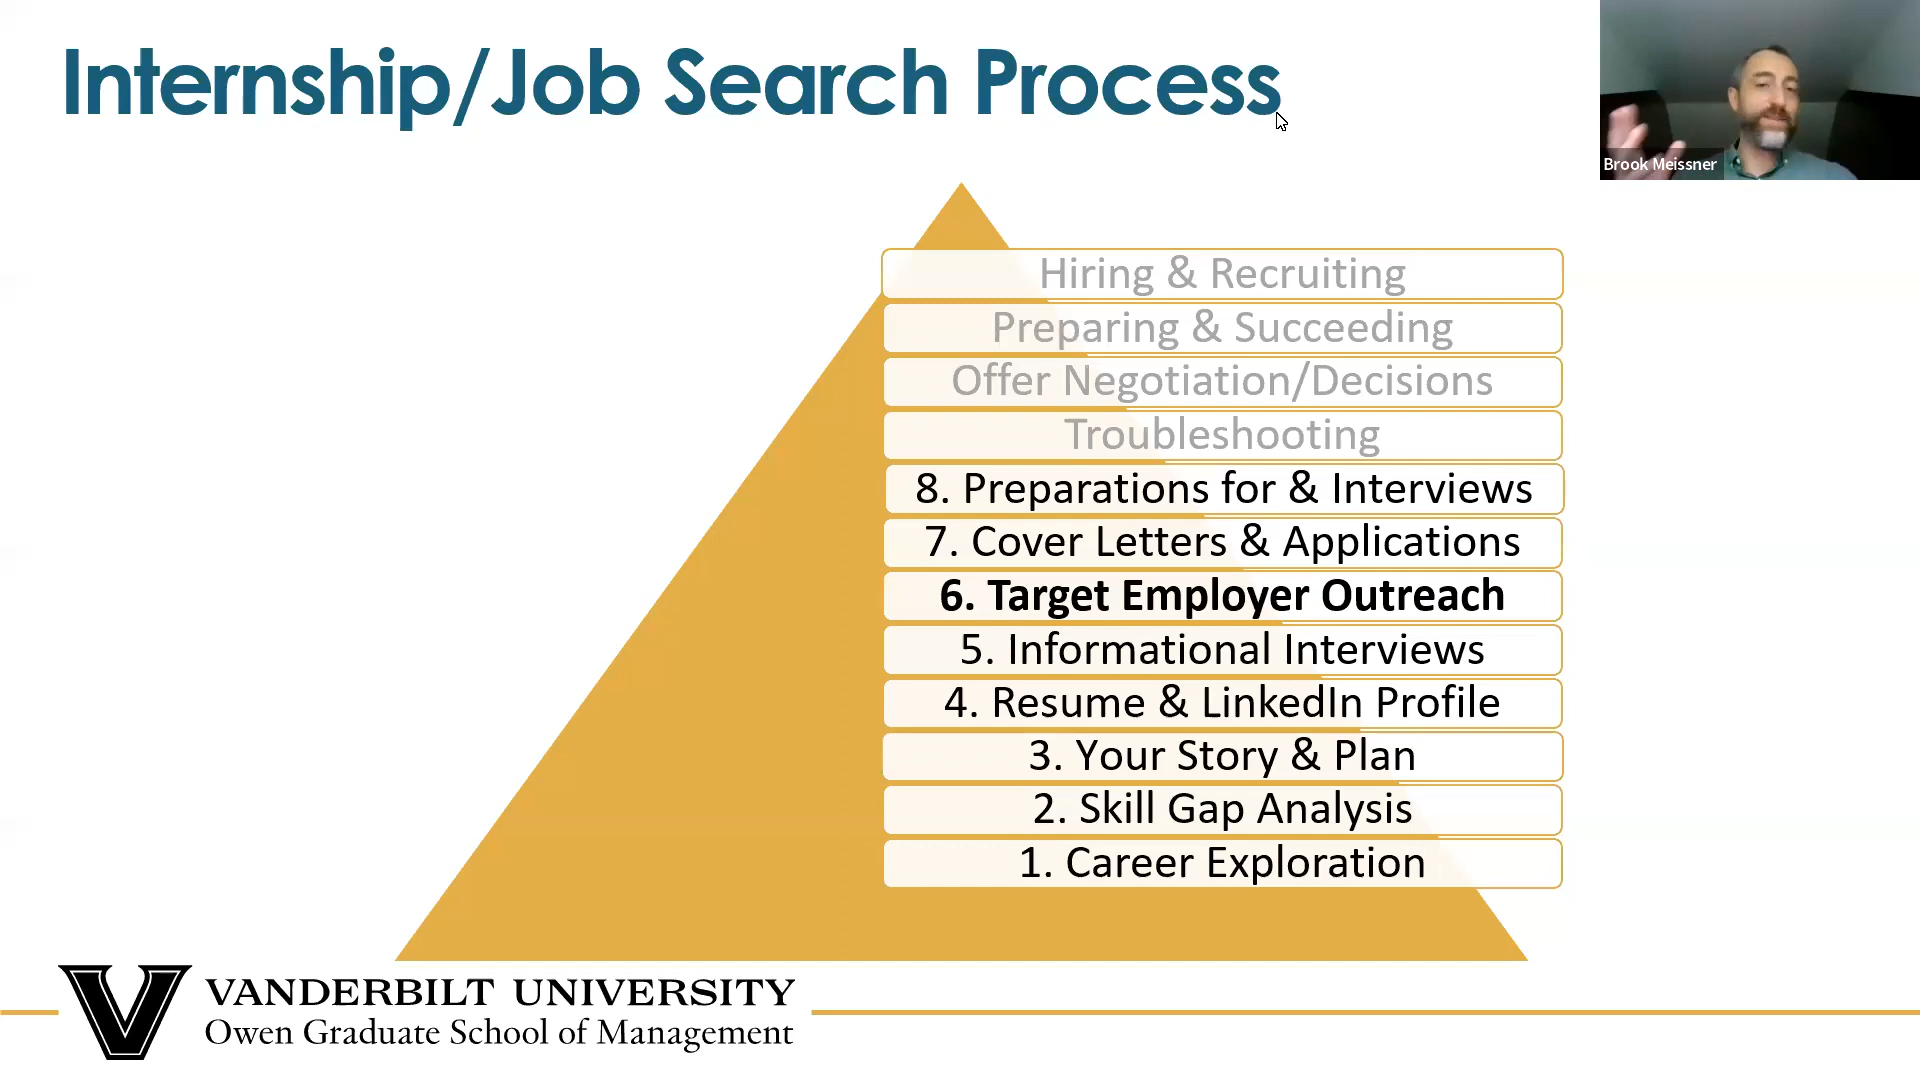 Internship/Job Search Process
Brook Meissner
Hiring & Recruiting
Preparing & Succeeding
Offer Negotiation/Decisions
Troubleshooting
8. Preparations for & Interviews
7. Cover Letters & Applications
6. Target Employer Outreach
5. Informational Interviews
4. Resume & LinkedIn Profile
3. Your Story & Plan
2. Skill Gap Analysis
1. Career Exploration
V
VANDERBILT UNIVERSITY
Owen Graduate School of Management